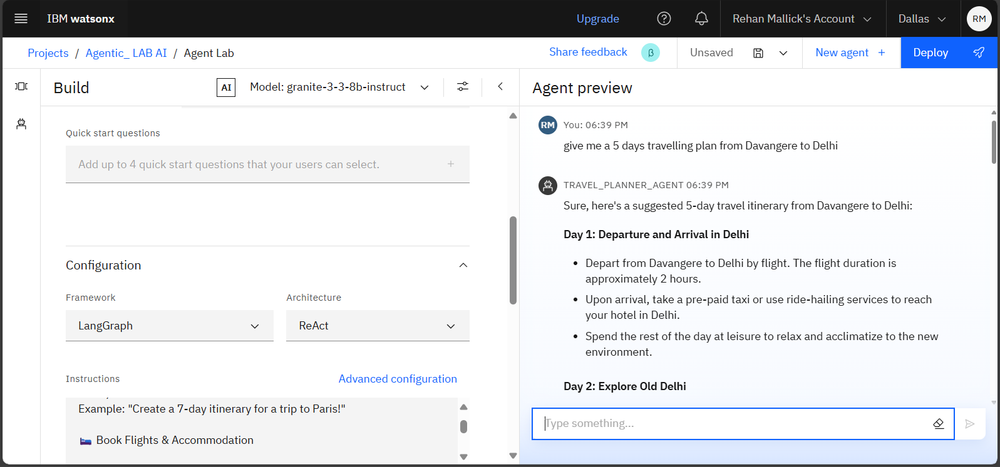 IBM watsonx
Upgrade
Rehan Mallick's Account
Dallas
RM
Projects / Agentic_ LAB AI / Agent Lab
Share feedback
β
Unsaved
New agent +
Deploy
Build
AI
Model: granite-3-3-8b-instruct
Quick start questions
Add up to 4 quick start questions that your users can select.
Configuration
Framework
Architecture
LangGraph
ReAct
Instructions
Advanced configuration
Example: "Create a 7-day itinerary for a trip to Paris!"
🛏️ Book Flights & Accommodation
Agent preview
RM
You: 06:39 PM
give me a 5 days travelling plan from Davangere to Delhi
TRAVEL_PLANNER_AGENT 06:39 PM
Sure, here's a suggested 5-day travel itinerary from Davangere to Delhi:
Day 1: Departure and Arrival in Delhi
• Depart from Davangere to Delhi by flight. The flight duration is
approximately 2 hours.
• Upon arrival, take a pre-paid taxi or use ride-hailing services to reach
your hotel in Delhi.
• Spend the rest of the day at leisure to relax and acclimatize to the new
environment.
Day 2: Explore Old Delhi
Type something...